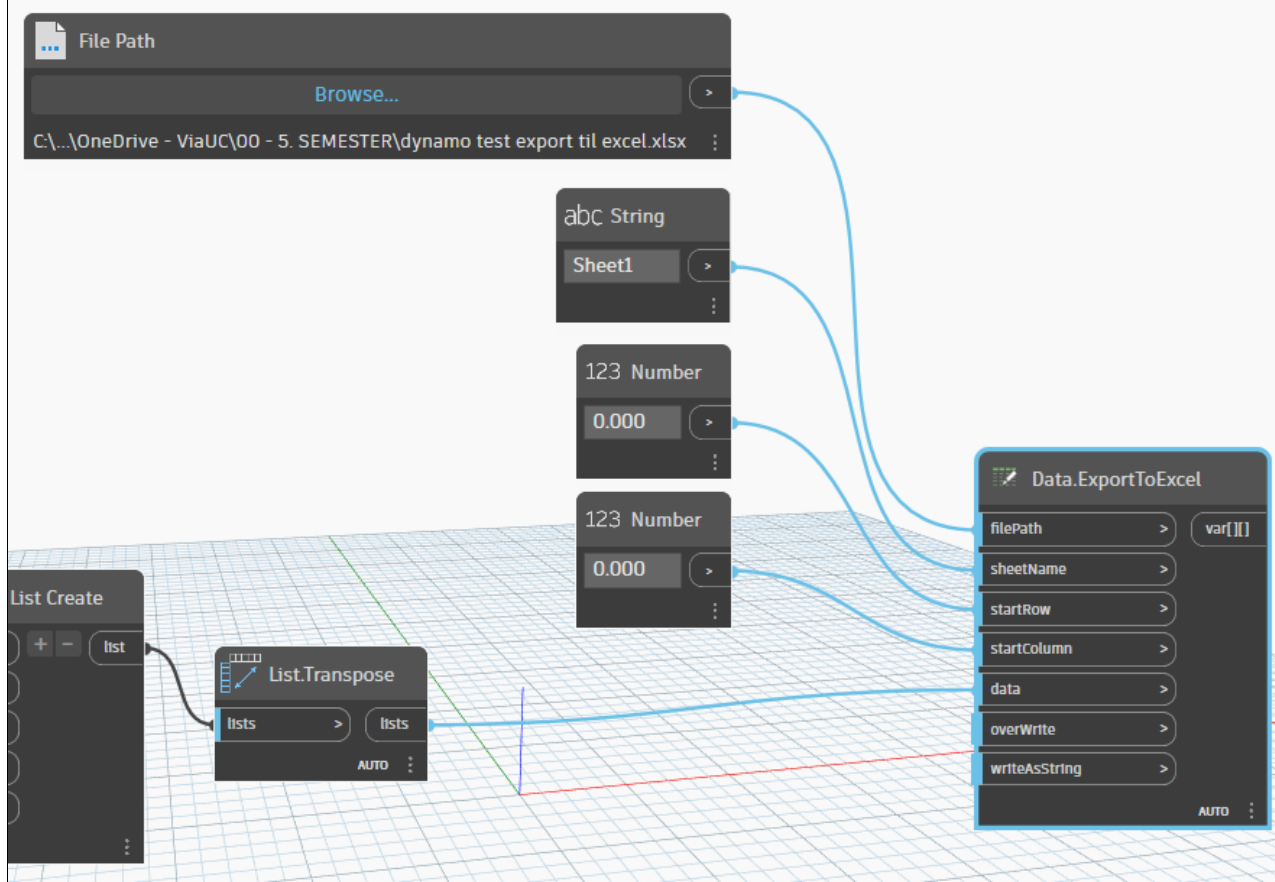 File Path
Browse...
>
C:\...\OneDrive - ViaUC\00 - 5. SEMESTER\dynamo test export til excel.xlsx
abc String
Sheet1 >
123 Number
0.000 >
123 Number
0.000 >
Data.ExportToExcel
filePath > var[][]
sheetName >
startRow >
startColumn >
data >
overWrite >
writeAsString >
AUTO
List Create
+ - list
List.Transpose
lists > lists
AUTO